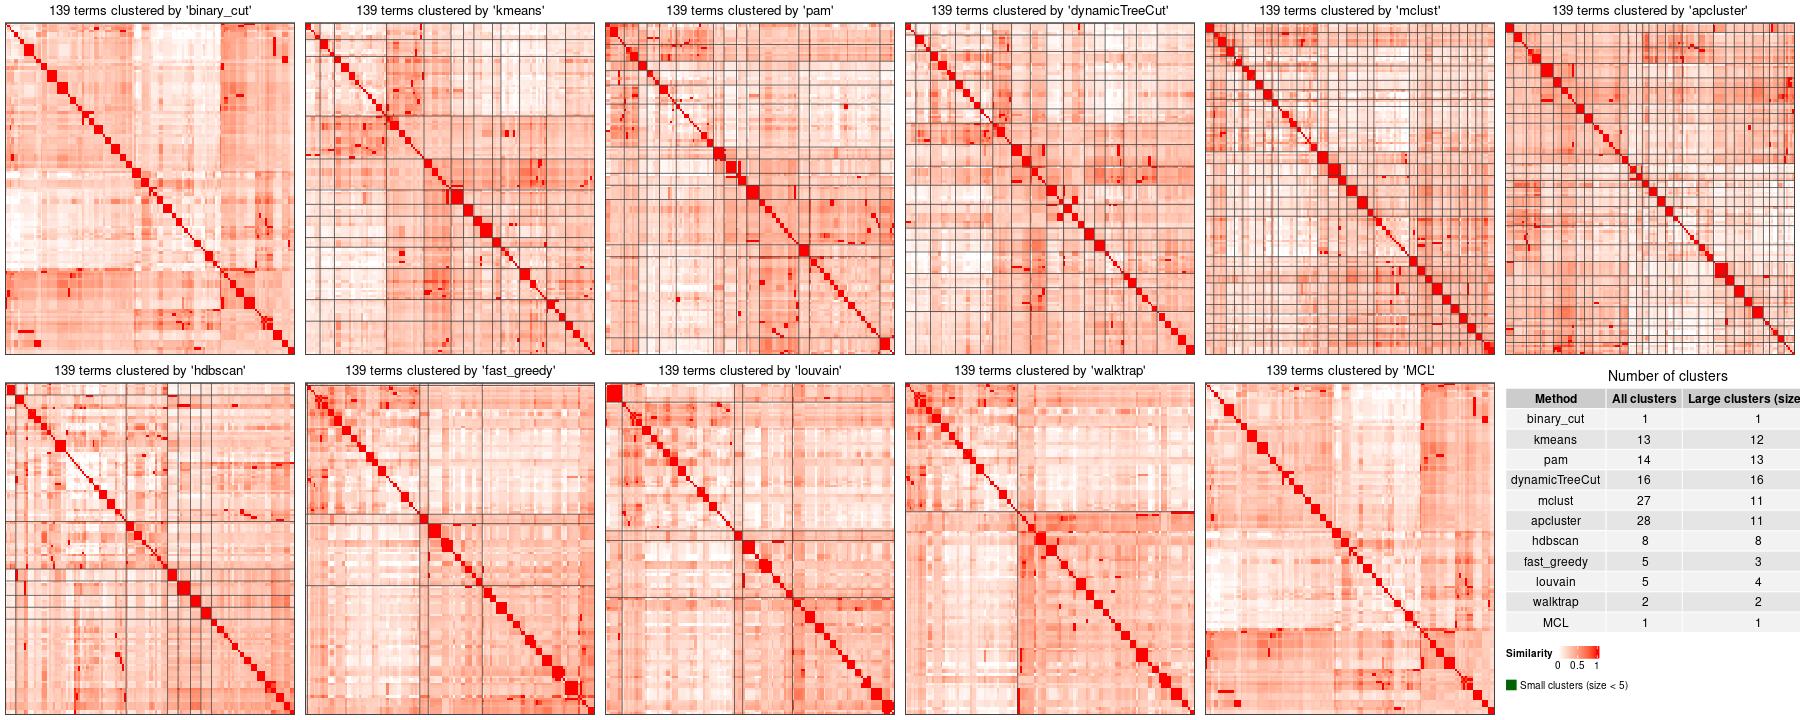 139 terms clustered by 'binary_cut'
139 terms clustered by 'kmeans'
139 terms clustered by 'pam'
139 terms clustered by 'dynamicTreeCut'
139 terms clustered by 'mclust'
139 terms clustered by 'apcluster'
139 terms clustered by 'hdbscan'
139 terms clustered by 'fast_greedy'
139 terms clustered by 'louvain'
139 terms clustered by 'walktrap'
139 terms clustered by 'MCL'
Number of clusters
Method All clusters Large clusters (size
binary_cut 1 1
kmeans 13 12
pam 14 13
dynamicTreeCut 16 16
mclust 27 11
apcluster 28 11
hdbscan 8 8
fast_greedy 5 3
louvain 5 4
walktrap 2 2
MCL 1 1
Similarity
0 0.5 1
Small clusters (size < 5)